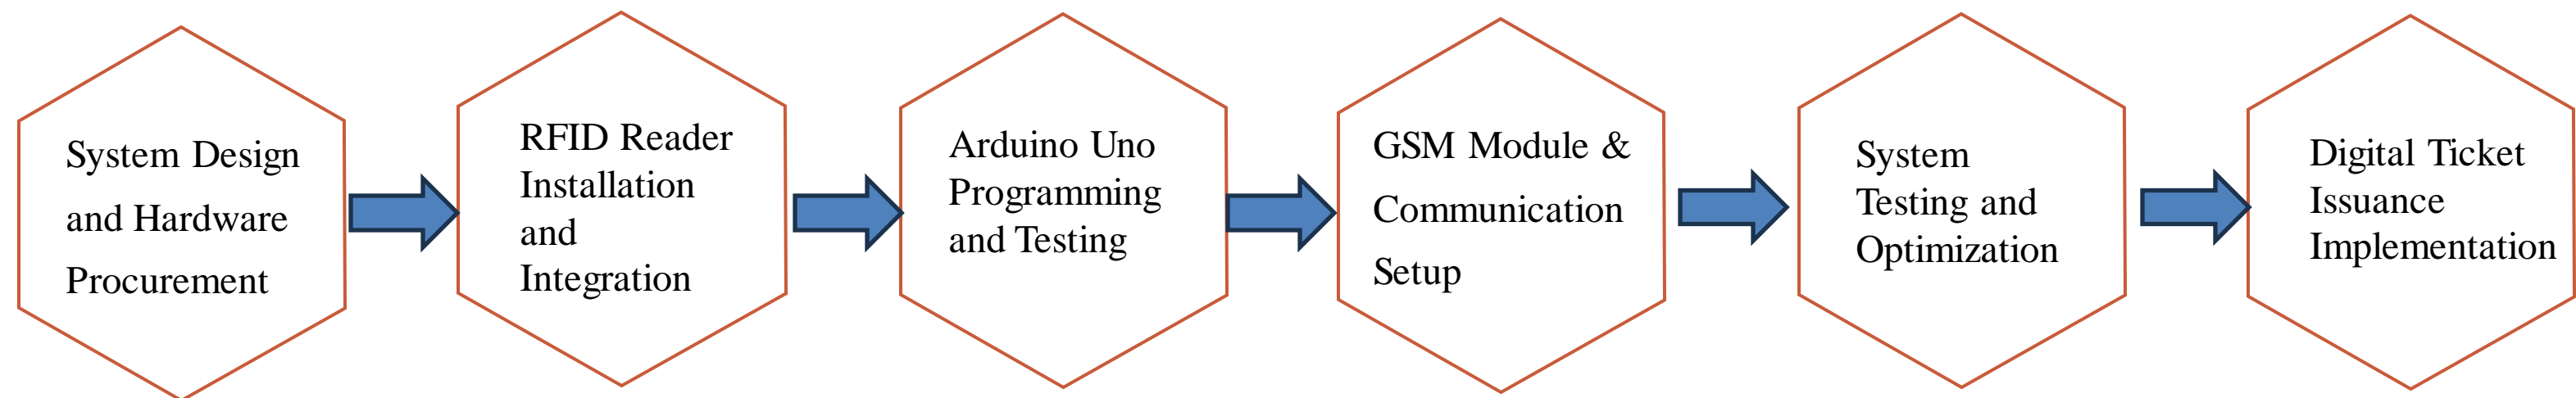 System Design
and Hardware
Procurement
RFID Reader
Installation
and
Integration
Arduino Uno
Programming
and Testing
GSM Module &
Communication
Setup
System
Testing and
Optimization
Digital Ticket
Issuance
Implementation